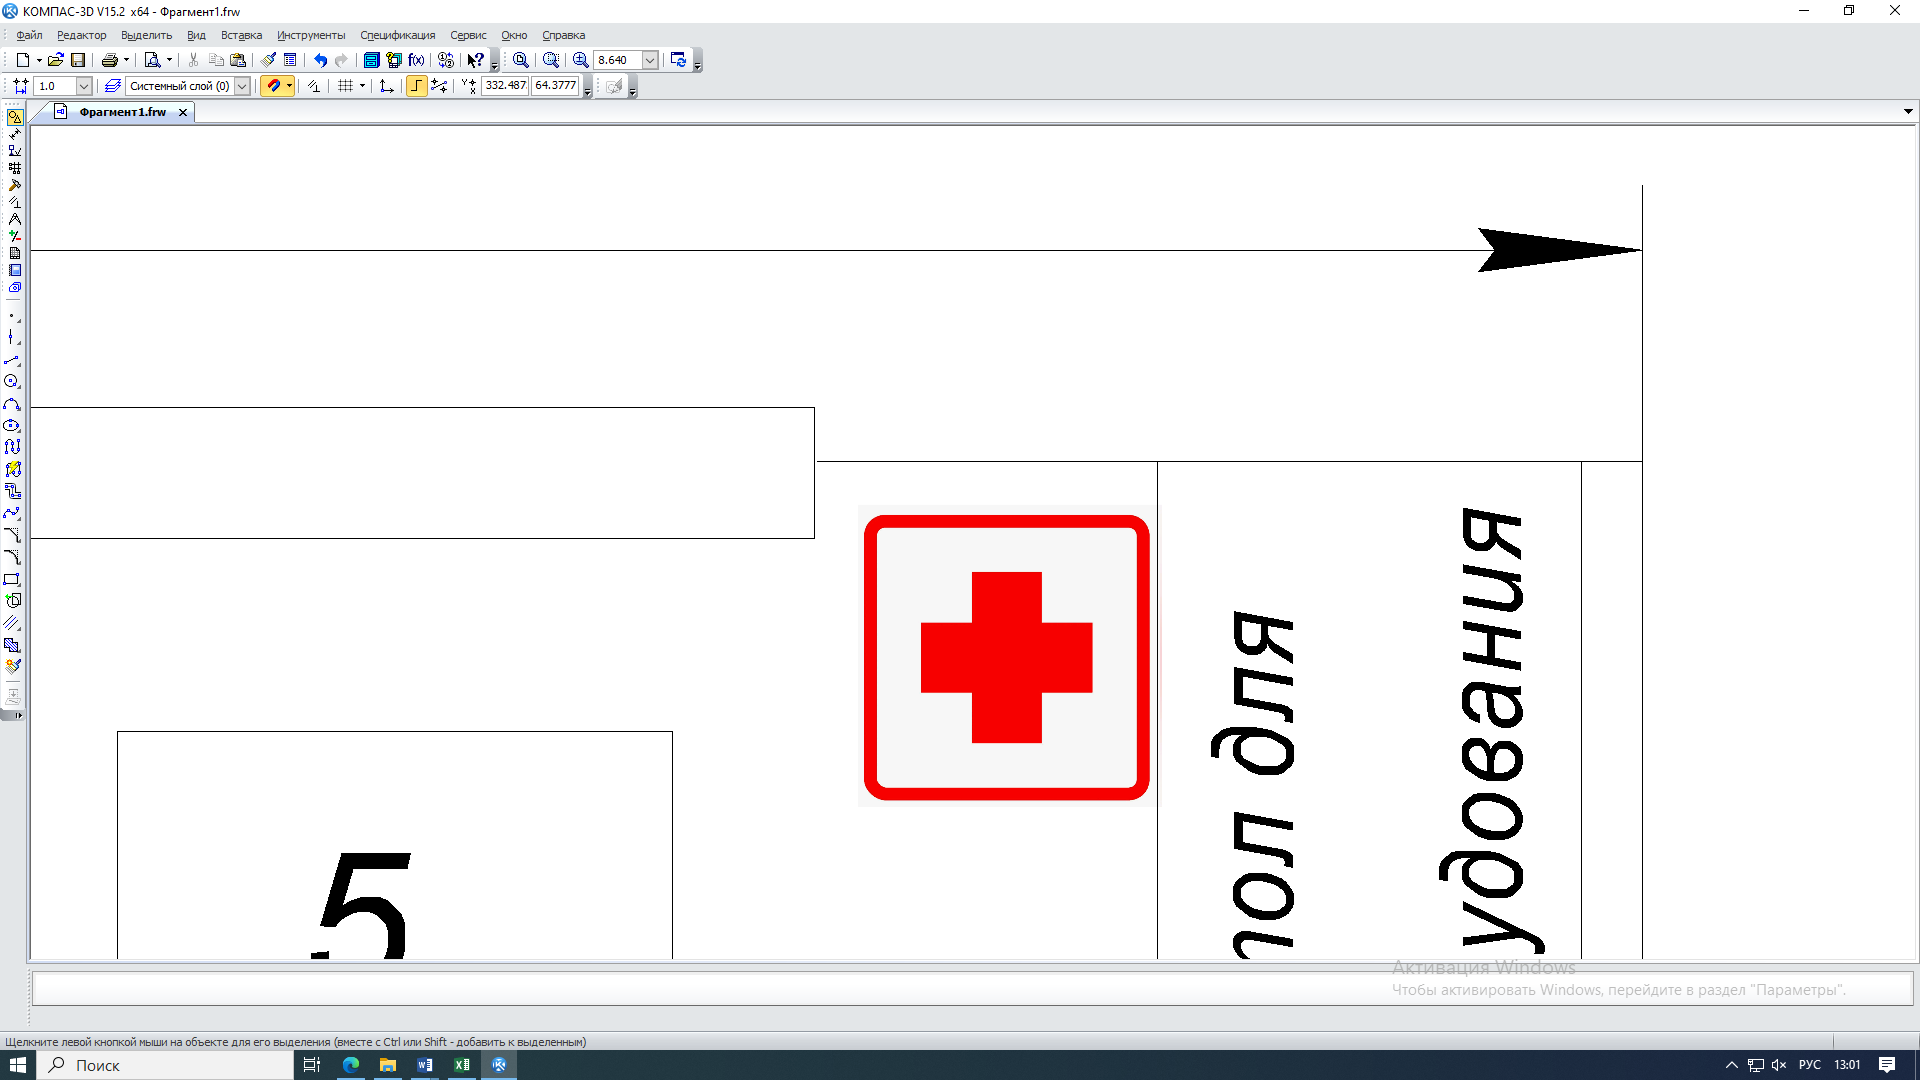 КОМПАС-3D V15.2 x64 - Фрагмент1.frw
Файл Редактор Выделить Вид Вставка Инструменты Спецификация Сервис Окно Справка
f(x) 8.640
1.0 Системный слой (0) 332.487 64.3777
Фрагмент1.frw
5
для
удования
Активация Windows
Чтобы активировать Windows, перейдите в раздел "Параметры".
Щелкните левой кнопкой мыши на объекте для его выделения (вместе с Ctrl или Shift - добавить к выделенным)
Поиск РУС 13:01